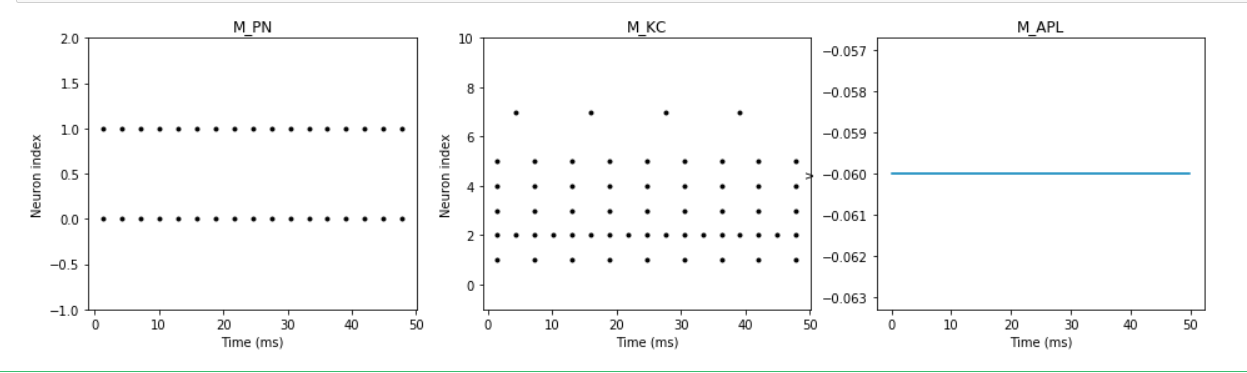 M_PN
2.0
1.5
1.0
0.5
0.0
−0.5
−1.0
Neuron index
0 10 20 30 40 50
Time (ms)
M_KC
10
8
6
4
2
0
Neuron index
0 10 20 30 40 50
Time (ms)
M_APL
−0.057
−0.058
−0.059
−0.060
−0.061
−0.062
−0.063
v
0 10 20 30 40 50
Time (ms)